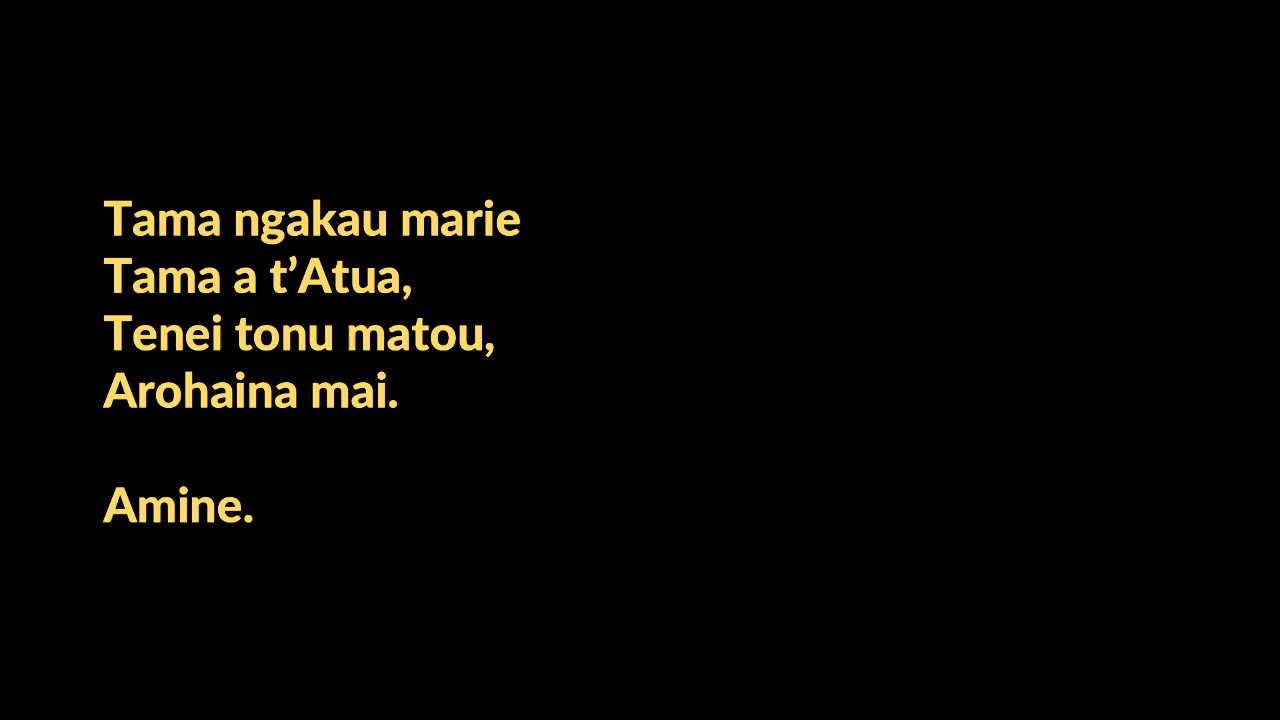 Tama ngakau marie
Tama a t’Atua,
Tenei tonu matou,
Arohaina mai.
Amine.